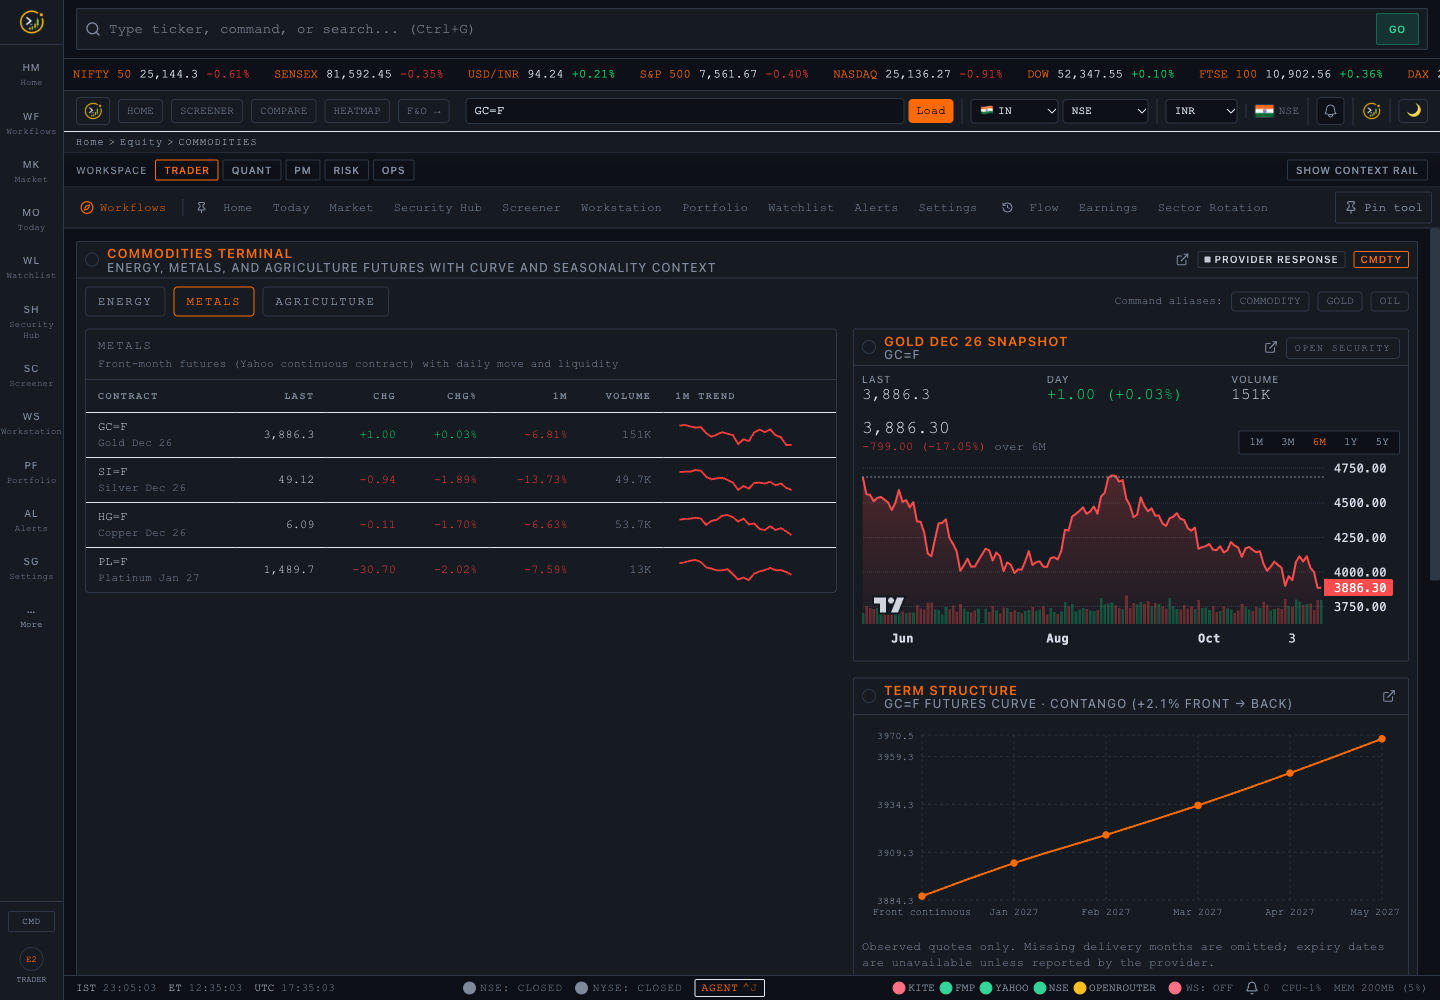 Type ticker, command, or search... (Ctrl+G)
GO
NIFTY 50 25,144.3 -0.61% SENSEX 81,592.45 -0.35% USD/INR 94.24 +0.21% S&P 500 7,561.67 -0.40% NASDAQ 25,136.27 -0.91% DOW 52,347.55 +0.10% FTSE 100 10,902.56 +0.36% DAX
HOME SCREENER COMPARE HEATMAP F&O → GC=F Load IN NSE INR NSE
Home > Equity > COMMODITIES
WORKSPACE TRADER QUANT PM RISK OPS SHOW CONTEXT RAIL
Workflows Home Today Market Security Hub Screener Workstation Portfolio Watchlist Alerts Settings Flow Earnings Sector Rotation Pin tool
HM
Home
WF
Workflows
MK
Market
MO
Today
WL
Watchlist
SH
Security
Hub
SC
Screener
WS
Workstation
PF
Portfolio
AL
Alerts
SG
Settings
...
More
CMD
E2
TRADER
COMMODITIES TERMINAL
ENERGY, METALS, AND AGRICULTURE FUTURES WITH CURVE AND SEASONALITY CONTEXT
PROVIDER RESPONSE CMDTY
ENERGY METALS AGRICULTURE
Command aliases: COMMODITY GOLD OIL
METALS
Front-month futures (Yahoo continuous contract) with daily move and liquidity
CONTRACT LAST CHG CHG% 1M VOLUME 1M TREND
GC=F
Gold Dec 26
3,886.3 +1.00 +0.03% -6.81% 151K
SI=F
Silver Dec 26
49.12 -0.94 -1.89% -13.73% 49.7K
HG=F
Copper Dec 26
6.09 -0.11 -1.70% -6.63% 53.7K
PL=F
Platinum Jan 27
1,489.7 -30.70 -2.02% -7.59% 13K
GOLD DEC 26 SNAPSHOT
GC=F
OPEN SECURITY
LAST DAY VOLUME
3,886.3 +1.00 (+0.03%) 151K
3,886.30
-799.00 (-17.05%) over 6M
1M 3M 6M 1Y 5Y
4750.00
4500.00
4250.00
4000.00
3886.30
3750.00
Jun Aug Oct 3
TERM STRUCTURE
GC=F FUTURES CURVE · CONTANGO (+2.1% FRONT → BACK)
3970.5
3959.3
3934.3
3909.3
3884.3
Front continuous Jan 2027 Feb 2027 Mar 2027 Apr 2027 May 2027
Observed quotes only. Missing delivery months are omitted; expiry dates
are unavailable unless reported by the provider.
IST 23:05:03 ET 12:35:03 UTC 17:35:03 NSE: CLOSED NYSE: CLOSED AGENT ^J KITE FMP YAHOO NSE OPENROUTER WS: OFF 0 CPU~1% MEM 200MB (5%)